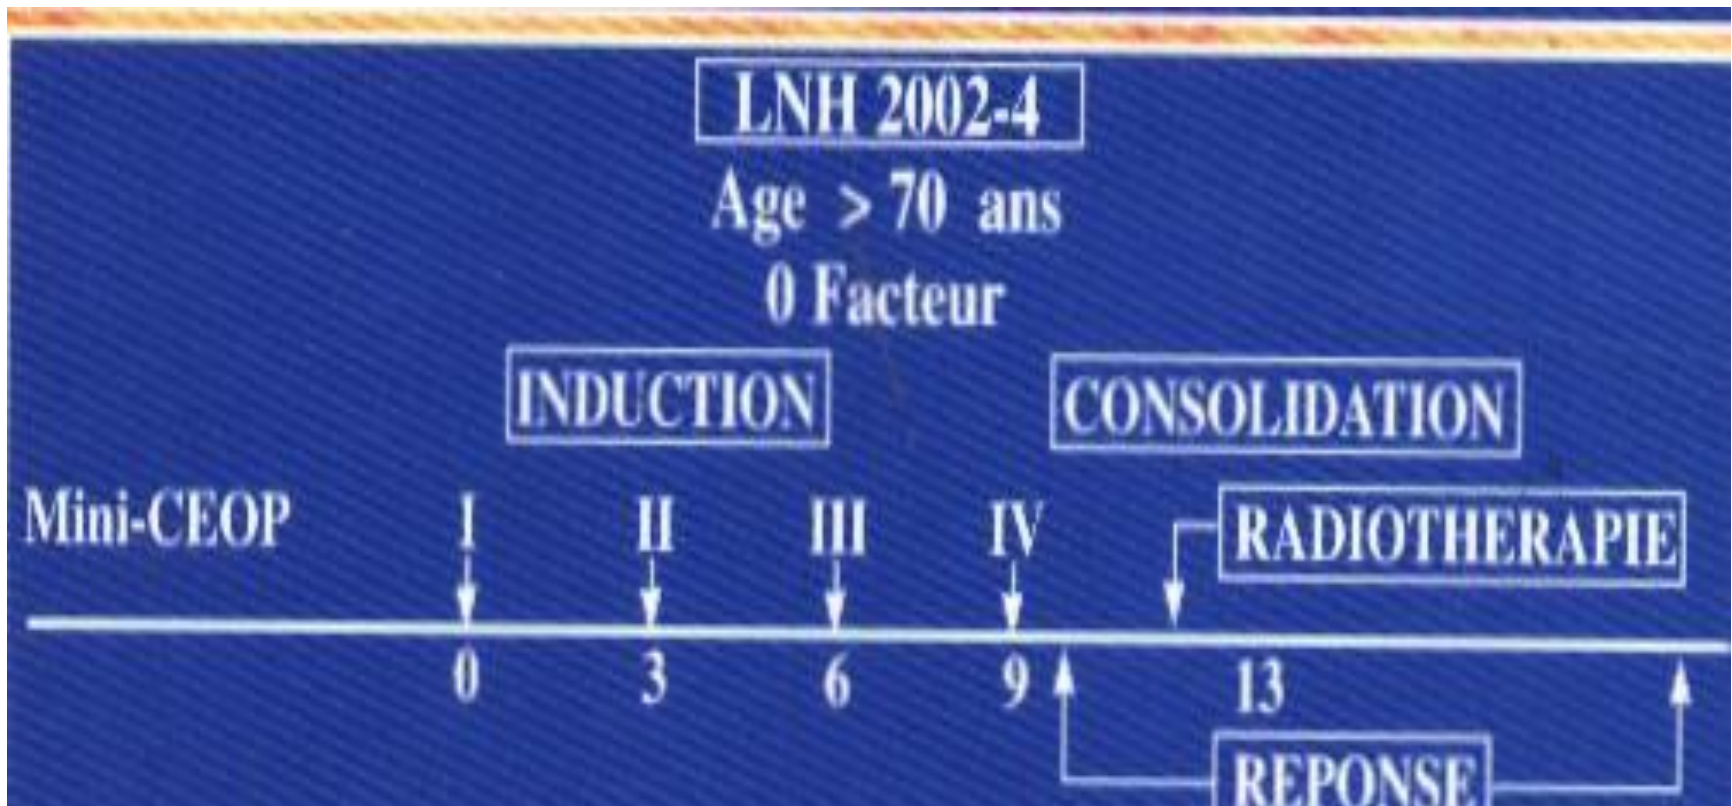 LNH 2002-4
Age > 70 ans
0 Facteur
INDUCTION CONSOLIDATION
Mini-CEOP I II III IV RADIOTHERAPIE
0 3 6 9 13
REPONSE